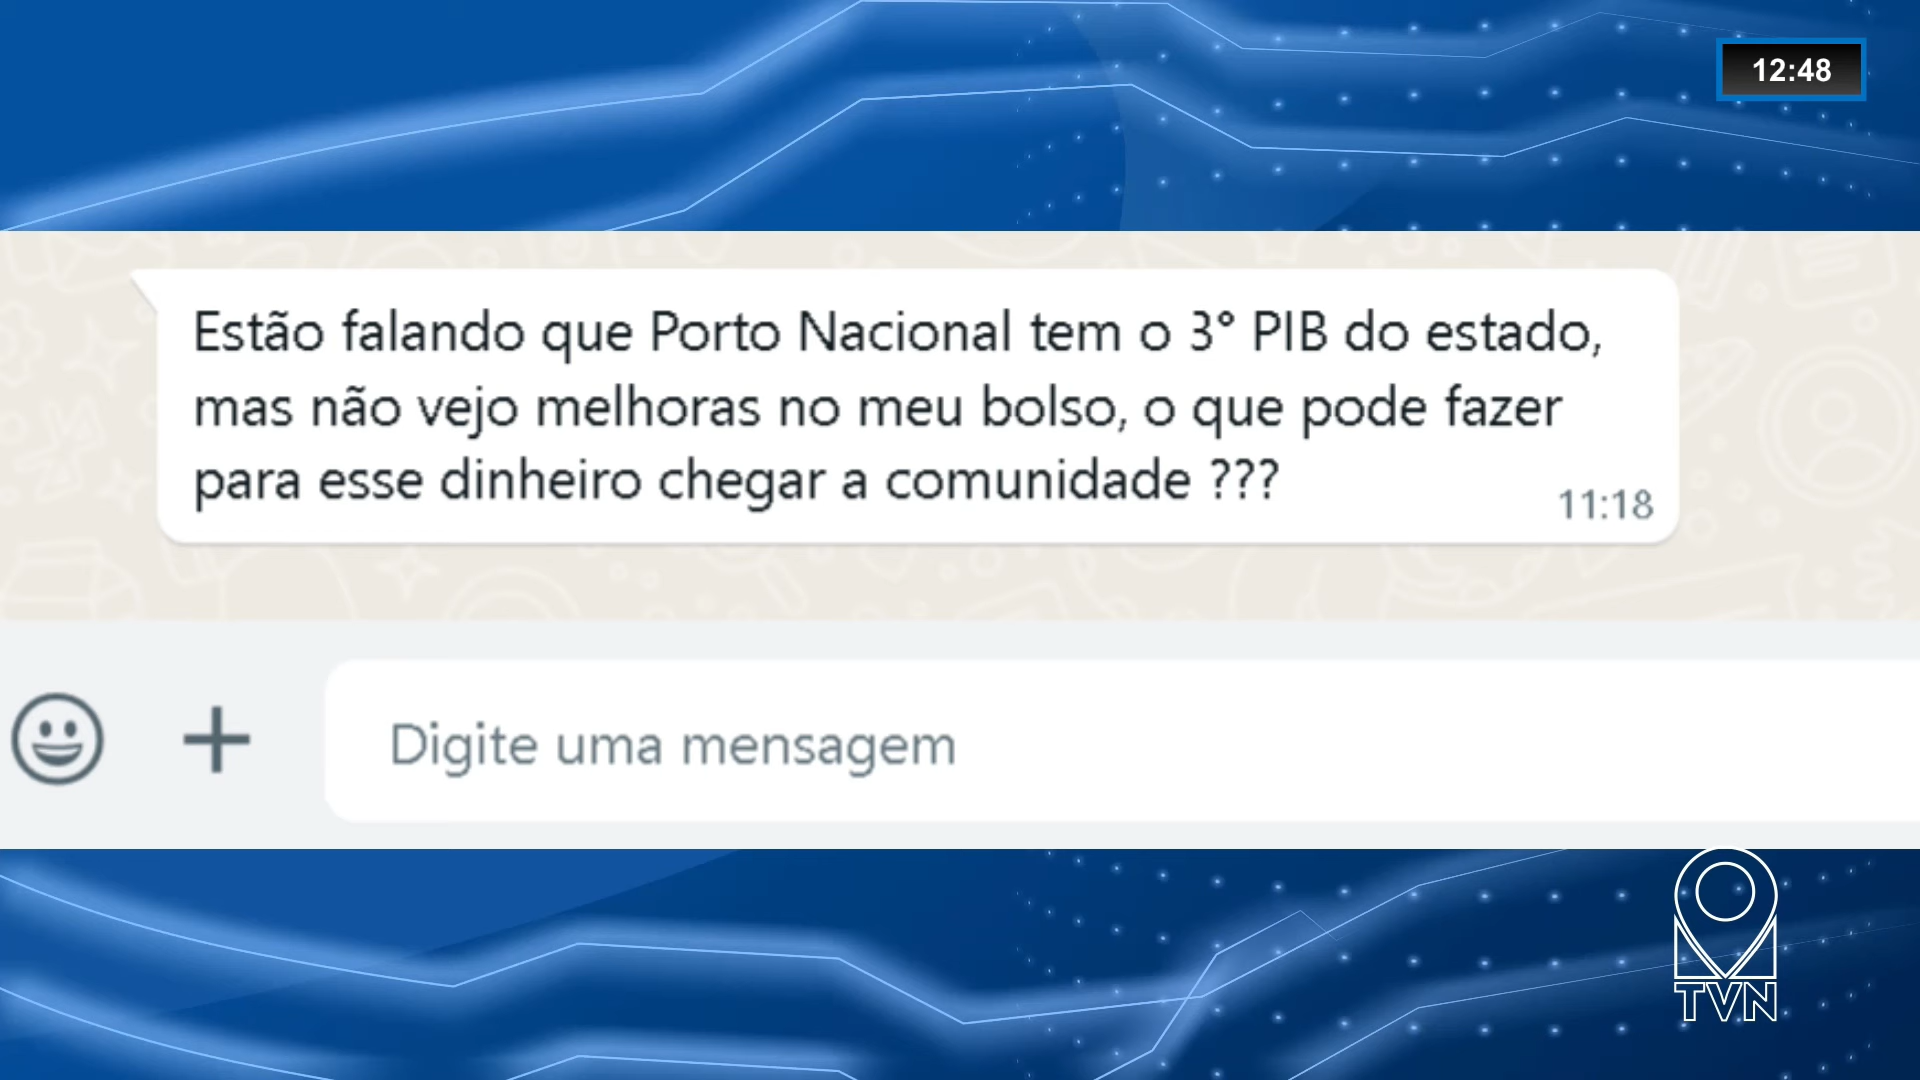 12:48
Estão falando que Porto Nacional tem o 3° PIB do estado,
mas não vejo melhoras no meu bolso, o que pode fazer
para esse dinheiro chegar a comunidade ???
11:18
Digite uma mensagem
TVN